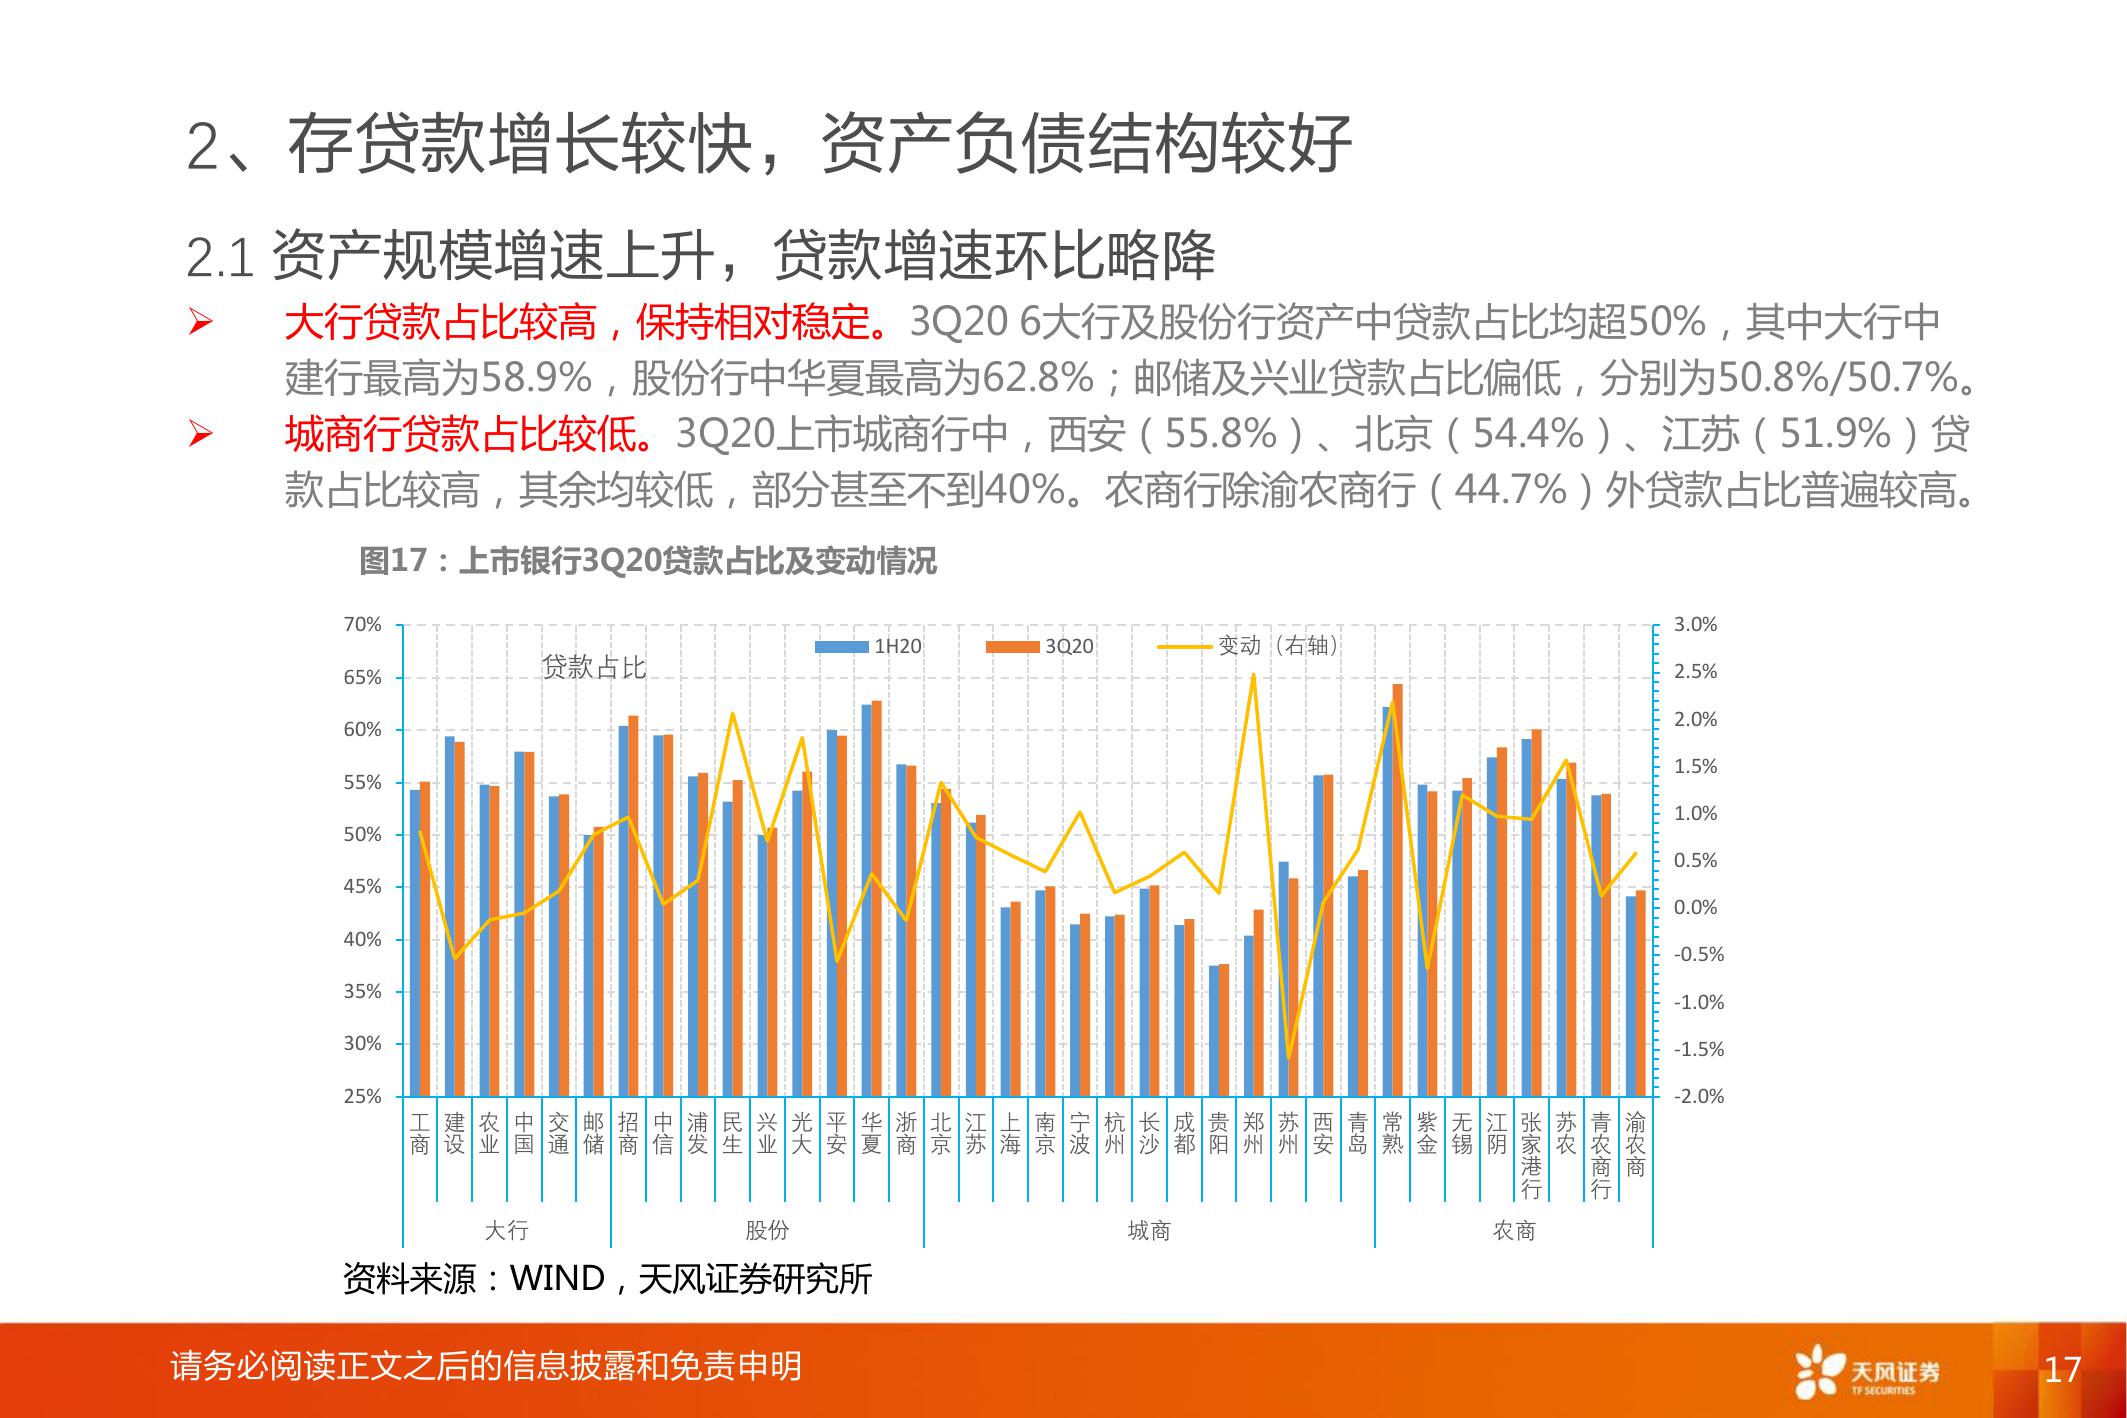 2、存贷款增长较快，资产负债结构较好
2.1 资产规模增速上升，贷款增速环比略降
大行贷款占比较高，保持相对稳定。3Q20 6大行及股份行资产中贷款占比均超50%，其中大行中
建行最高为58.9%，股份行中华夏最高为62.8%；邮储及兴业贷款占比偏低，分别为50.8%/50.7%。
城商行贷款占比较低。3Q20上市城商行中，西安（55.8%）、北京（54.4%）、江苏（51.9%）贷
款占比较高，其余均较低，部分甚至不到40%。农商行除渝农商行（44.7%）外贷款占比普遍较高。
图17：上市银行3Q20贷款占比及变动情况
贷款占比
1H20
3Q20
变动（右轴）
70%
65%
60%
55%
50%
45%
40%
35%
30%
25%
3.0%
2.5%
2.0%
1.5%
1.0%
0.5%
0.0%
-0.5%
-1.0%
-1.5%
-2.0%
工商
建设
农业
中国
交通
邮储
招商
中信
浦发
民生
兴业
光大
平安
华夏
浙商
北京
江苏
上海
南京
宁波
杭州
长沙
成都
贵阳
郑州
苏州
西安
青岛
常熟
紫金
无锡
江阴
张家港行
苏农
青农商行
渝农商
大行
股份
城商
农商
资料来源：WIND，天风证券研究所
请务必阅读正文之后的信息披露和免责申明
天风证券
TF SECURITIES
17